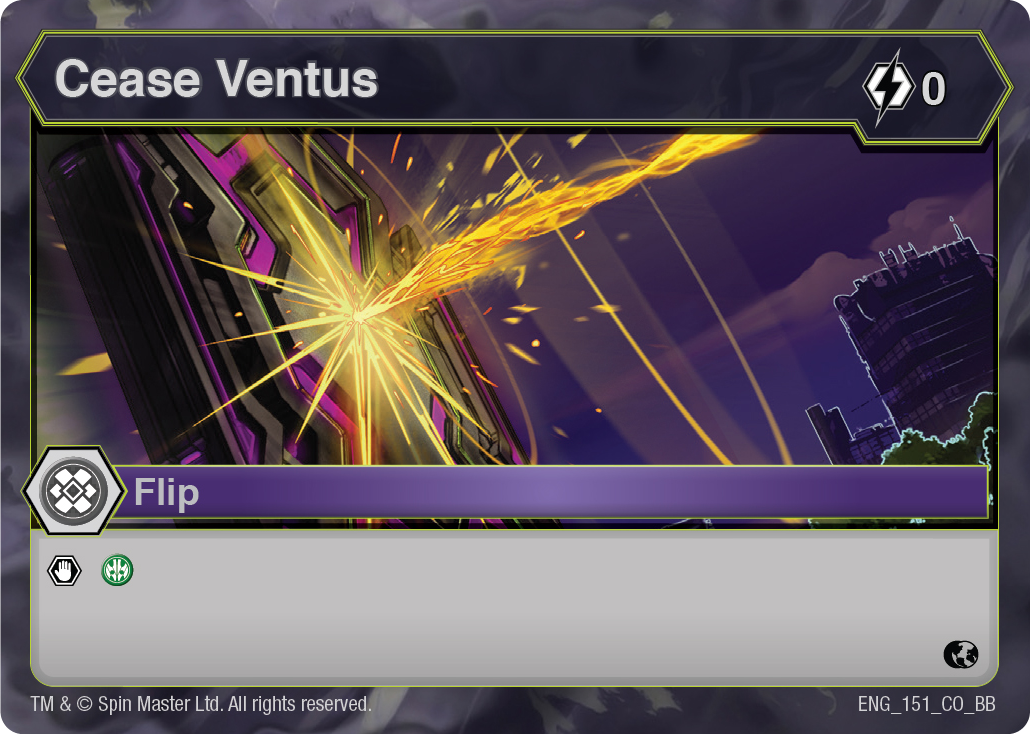 Cease Ventus
0
Flip
TM & © Spin Master Ltd. All rights reserved.
ENG_151_CO_BB